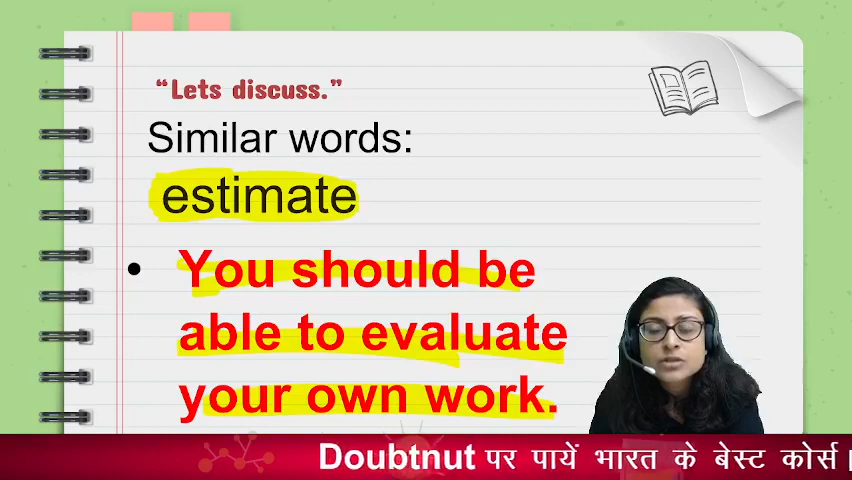 “Lets discuss.”
Similar words:
estimate
• You should be
able to evaluate
your own work.
Doubtnut पर पायें भारत के बेस्ट कोर्स |